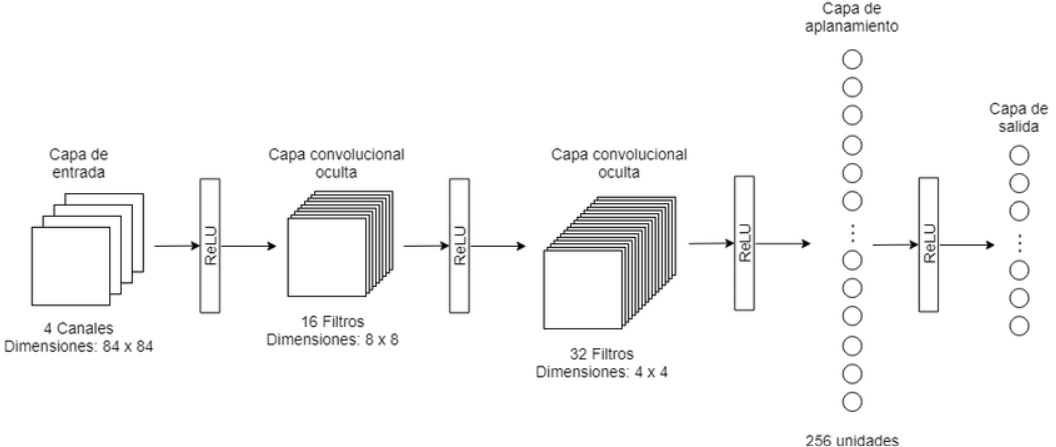 Capa de
entrada
4 Canales
Dimensiones: 84 x 84
ReLU
Capa convolucional
oculta
16 Filtros
Dimensiones: 8 x 8
ReLU
Capa convolucional
oculta
32 Filtros
Dimensiones: 4 x 4
ReLU
Capa de
aplanamiento
256 unidades
ReLU
Capa de
salida